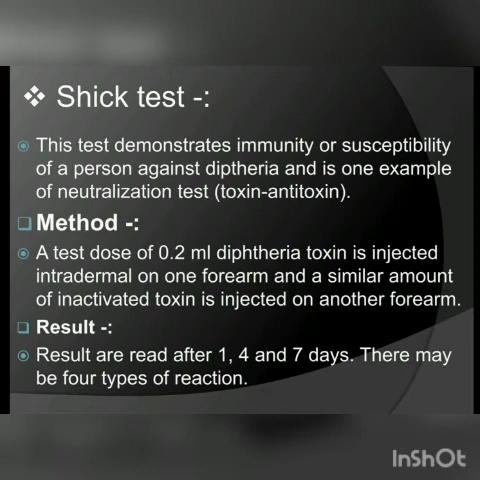 ❖ Shick test -:
This test demonstrates immunity or susceptibility
of a person against diptheria and is one example
of neutralization test (toxin-antitoxin).
❑ Method -:
A test dose of 0.2 ml diphtheria toxin is injected
intradermal on one forearm and a similar amount
of inactivated toxin is injected on another forearm.
❑ Result -:
Result are read after 1, 4 and 7 days. There may
be four types of reaction.
InShOt